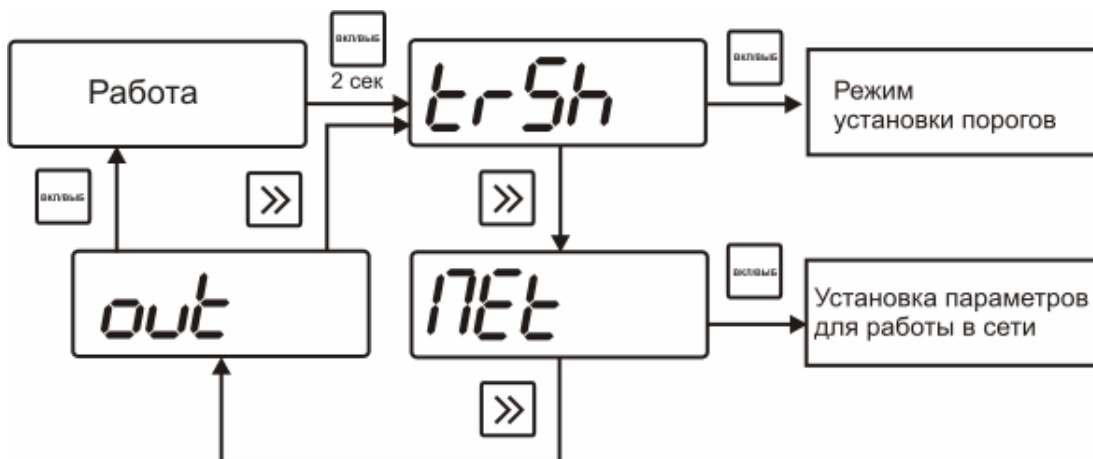 ВКЛ/ВЫБ
2 сек
Работа
trSh
ВКЛ/ВЫБ
Режим
установки порогов
ВКЛ/ВЫБ
>>
>>
out
NEt
ВКЛ/ВЫБ
Установка параметров
для работы в сети
>>